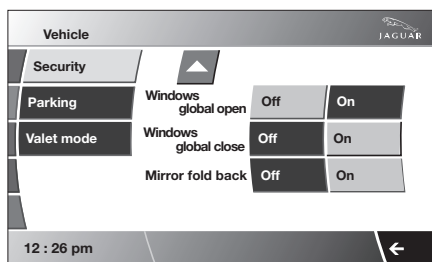 Vehicle
JAGUAR
Security
Parking
Valet mode
Windows
global open
Off
On
Windows
global close
Off
On
Mirror fold back
Off
On
12 : 26 pm